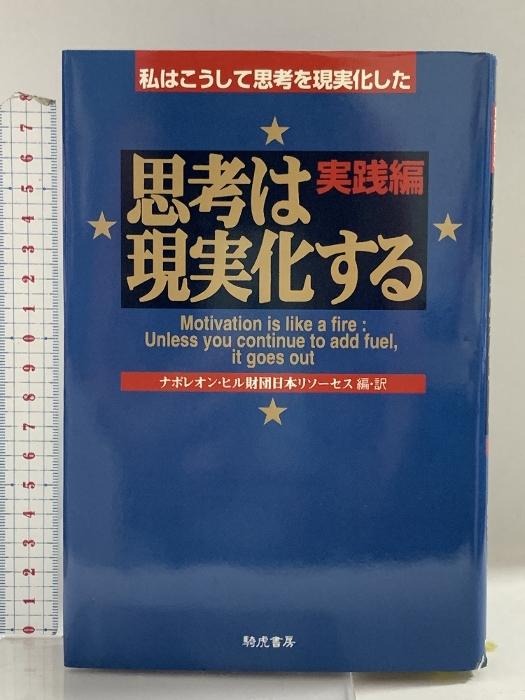 私はこうして思考を現実化した
思考は 実践編
現実化する
Motivation is like a fire :
Unless you continue to add fuel,
it goes out
ナポレオン・ヒル財団日本リソーセス 編・訳
騎虎書房